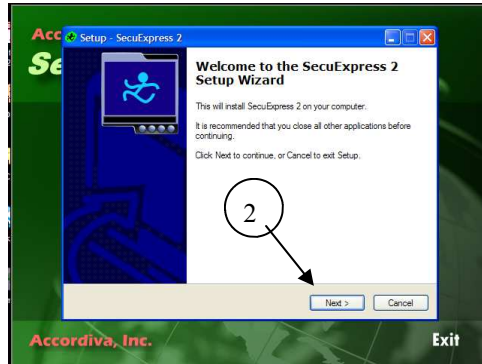 Acc
Setup - SecuExpress 2
Se
Welcome to the SecuExpress 2
Setup Wizard
This will install SecuExpress 2 on your computer.
It is recommended that you close all other applications before
continuing.
Click Next to continue, or Cancel to exit Setup.
2
Next >
Cancel
Accordiva, Inc.
Exit